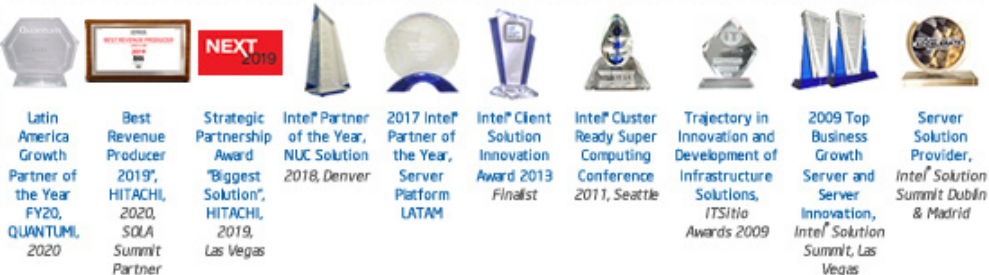 Quantum
BEST REVENUE PRODUCER
2019
NEXT
2019
Latin
America
Growth
Partner of
the Year
FY20,
QUANTUMI,
2020
Best
Revenue
Producer
2019",
HITACHI,
2020,
SOLA
Summit
Partner
Strategic
Partnership
Award
"Biggest
Solution",
HITACHI,
2019,
Las Vegas
Intel® Partner
of the Year,
NUC Solution
2018, Denver
2017 Intel®
Partner of
the Year,
Server
Platform
LATAM
Intel® Client
Solution
Innovation
Award 2013
Finalist
Intel® Cluster
Ready Super
Computing
Conference
2011, Seattle
Trajectory in
Innovation and
Development of
Infrastructure
Solutions,
ITSitio
Awards 2009
2009 Top
Business
Growth
Server and
Server
Innovation,
Intel® Solution
Summit, Las
Vegas
Server
Solution
Provider,
Intel® Solution
Summit Dublin
& Madrid